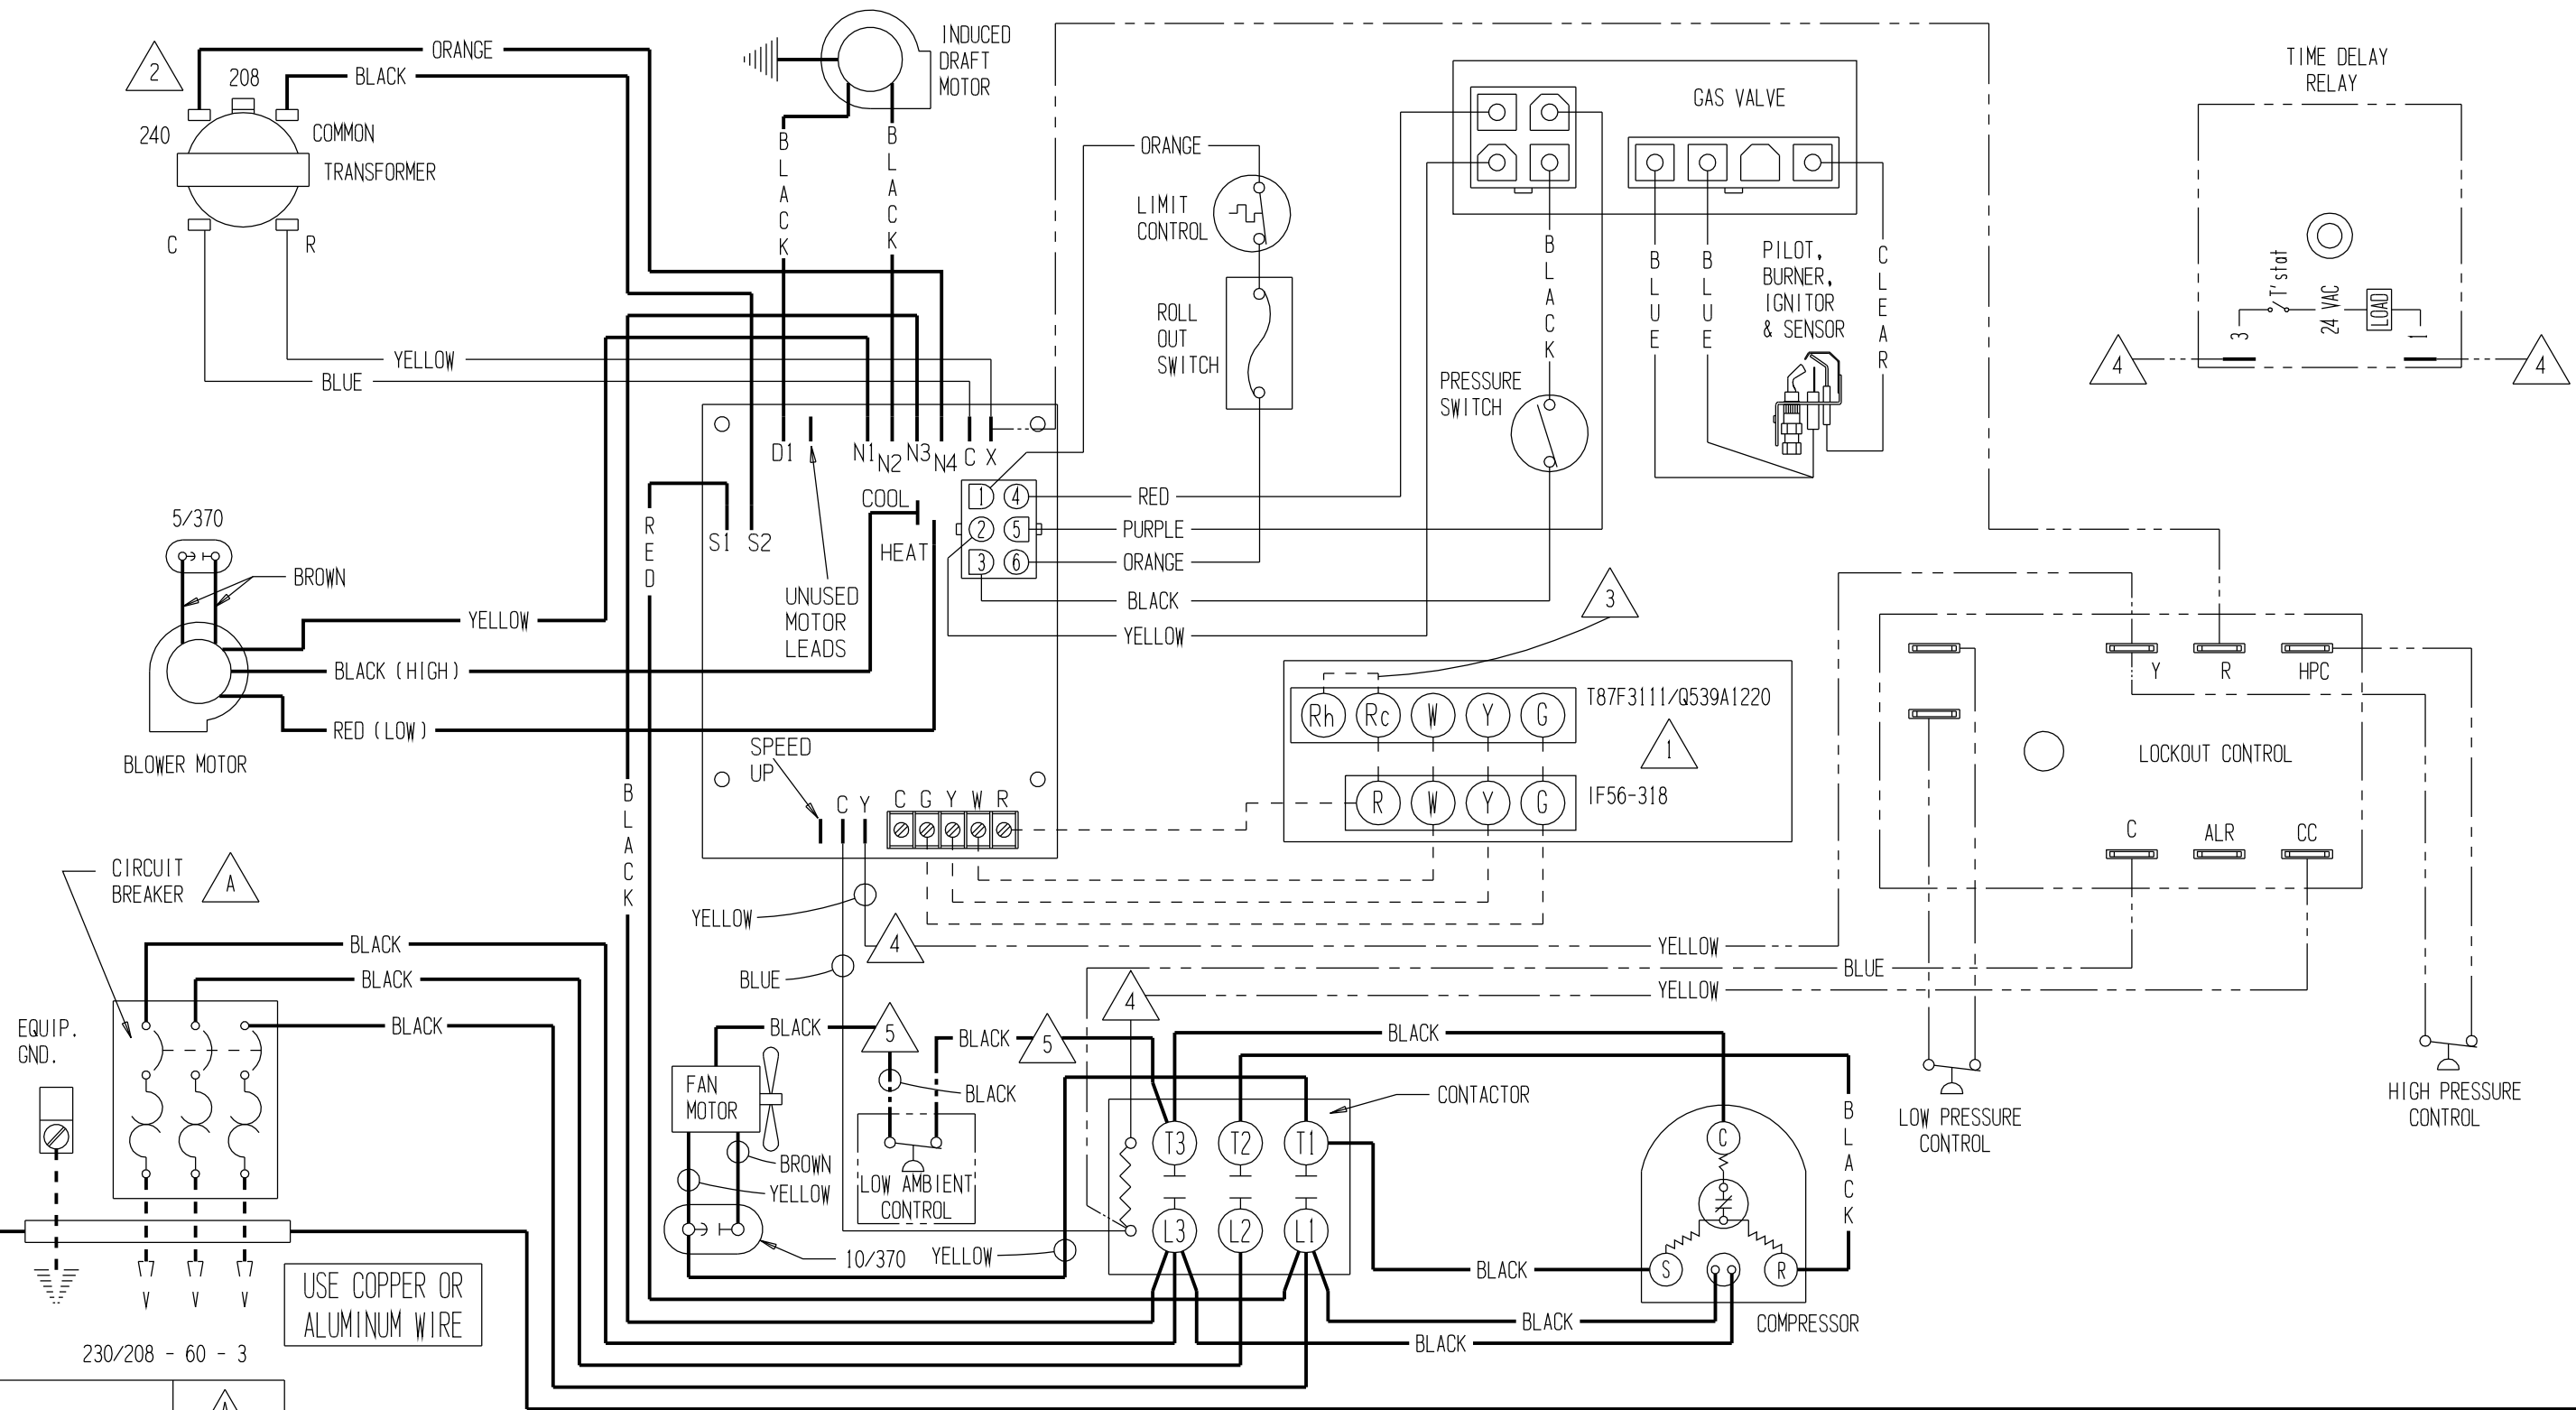 2
208
240
ORANGE
BLACK
COMMON
TRANSFORMER
C
R
YELLOW
BLUE
INDUCED
DRAFT
MOTOR
BLACK
BLACK
ORANGE
LIMIT
CONTROL
ROLL
OUT
SWITCH
GAS VALVE
BLACK
PRESSURE
SWITCH
BLUE
BLUE
PILOT,
BURNER,
IGNITOR
& SENSOR
CLEAR
TIME DELAY
RELAY
3
T'stat
24 VAC
LOAD
1
4
4
D1
N1
N2
N3
N4
C
X
COOL
HEAT
S1
S2
UNUSED
MOTOR
LEADS
1
4
2
5
3
6
RED
PURPLE
ORANGE
BLACK
YELLOW
RED
5/370
BROWN
YELLOW
BLACK (HIGH)
RED (LOW)
BLOWER MOTOR
SPEED
UP
C Y
C G Y W R
BLACK
3
Rh Rc W Y G
T87F3111/Q539A1220
1
R W Y G
IF56-318
Y
R
HPC
LOCKOUT CONTROL
C
ALR
CC
YELLOW
BLUE
4
YELLOW
BLUE
YELLOW
4
CIRCUIT
BREAKER
A
BLACK
BLACK
BLACK
EQUIP.
GND.
V V V
230/208 - 60 - 3
USE COPPER OR
ALUMINUM WIRE
BLACK
5
BLACK
5
BLACK
FAN
MOTOR
BROWN
YELLOW
10/370
LOW AMBIENT
CONTROL
YELLOW
T3 T2 T1
L3 L2 L1
CONTACTOR
BLACK
BLACK
C
S
R
COMPRESSOR
BLACK
BLACK
BLACK
LOW PRESSURE
CONTROL
HIGH PRESSURE
CONTROL